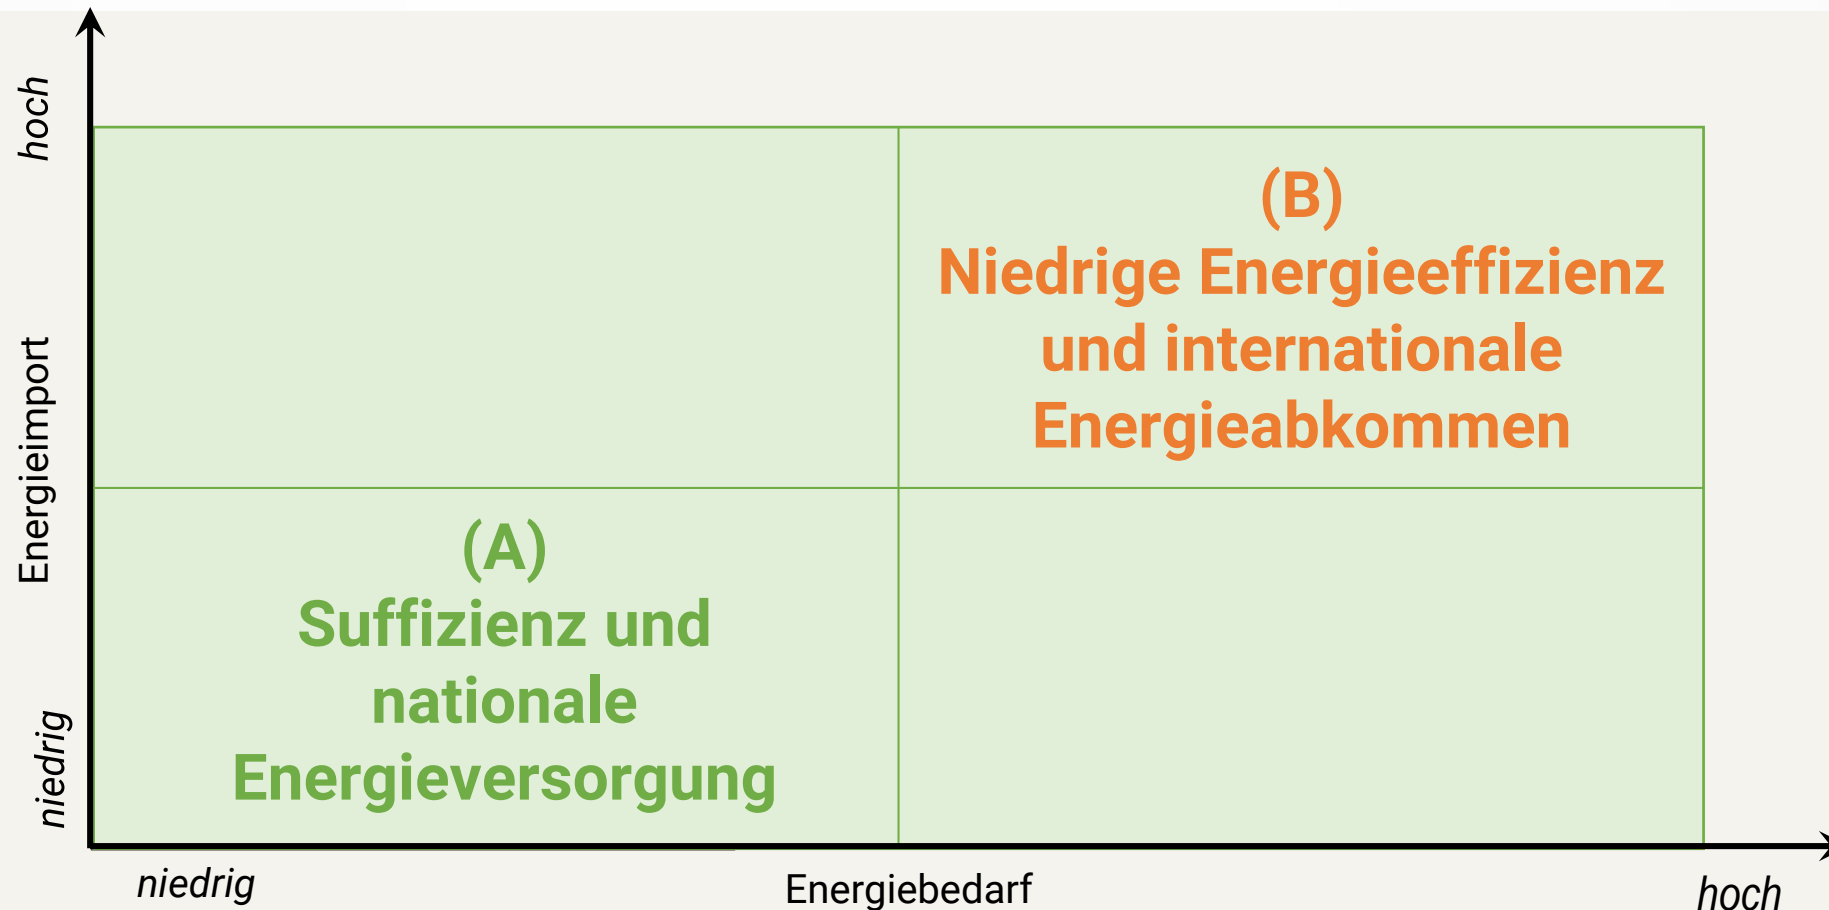 hoch
Energieimport
niedrig
(B)
Niedrige Energieeffizienz
und internationale
Energieabkommen
(A)
Suffizienz und
nationale
Energieversorgung
niedrig
Energiebedarf
hoch